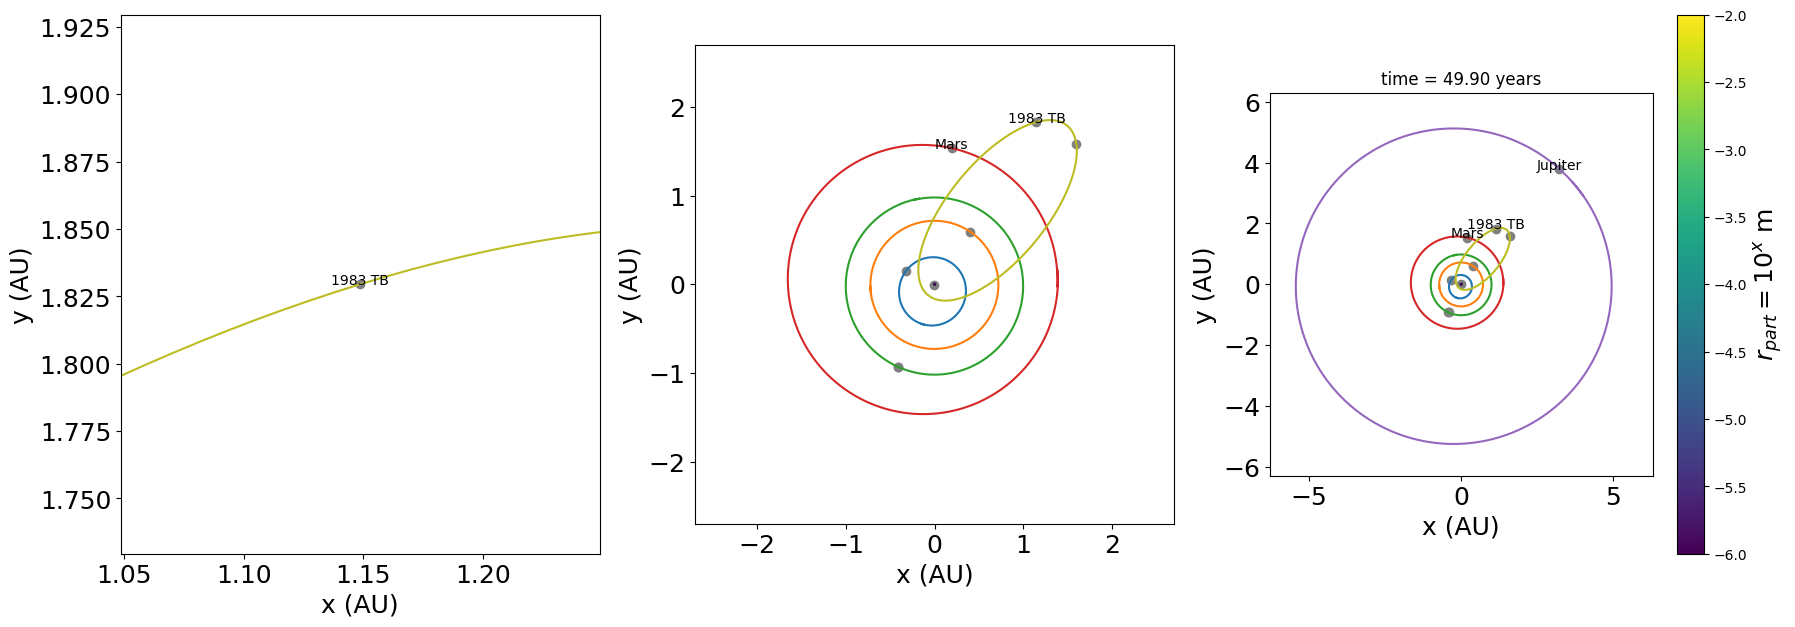 1.925
1.900
1.875
1.850
1.825
1.800
1.775
1.750
y (AU)
1983 TB
1.05
1.10
1.15
1.20
x (AU)
2
1
0
−1
−2
y (AU)
1983 TB
Mars
−2
−1
0
1
2
x (AU)
time = 49.90 years
6
4
2
0
−2
−4
−6
y (AU)
Jupiter
1983 TB
Mars
−5
0
5
x (AU)
−2.0
−2.5
−3.0
−3.5
−4.0
−4.5
−5.0
−5.5
−6.0
r_{part} = 10^x m